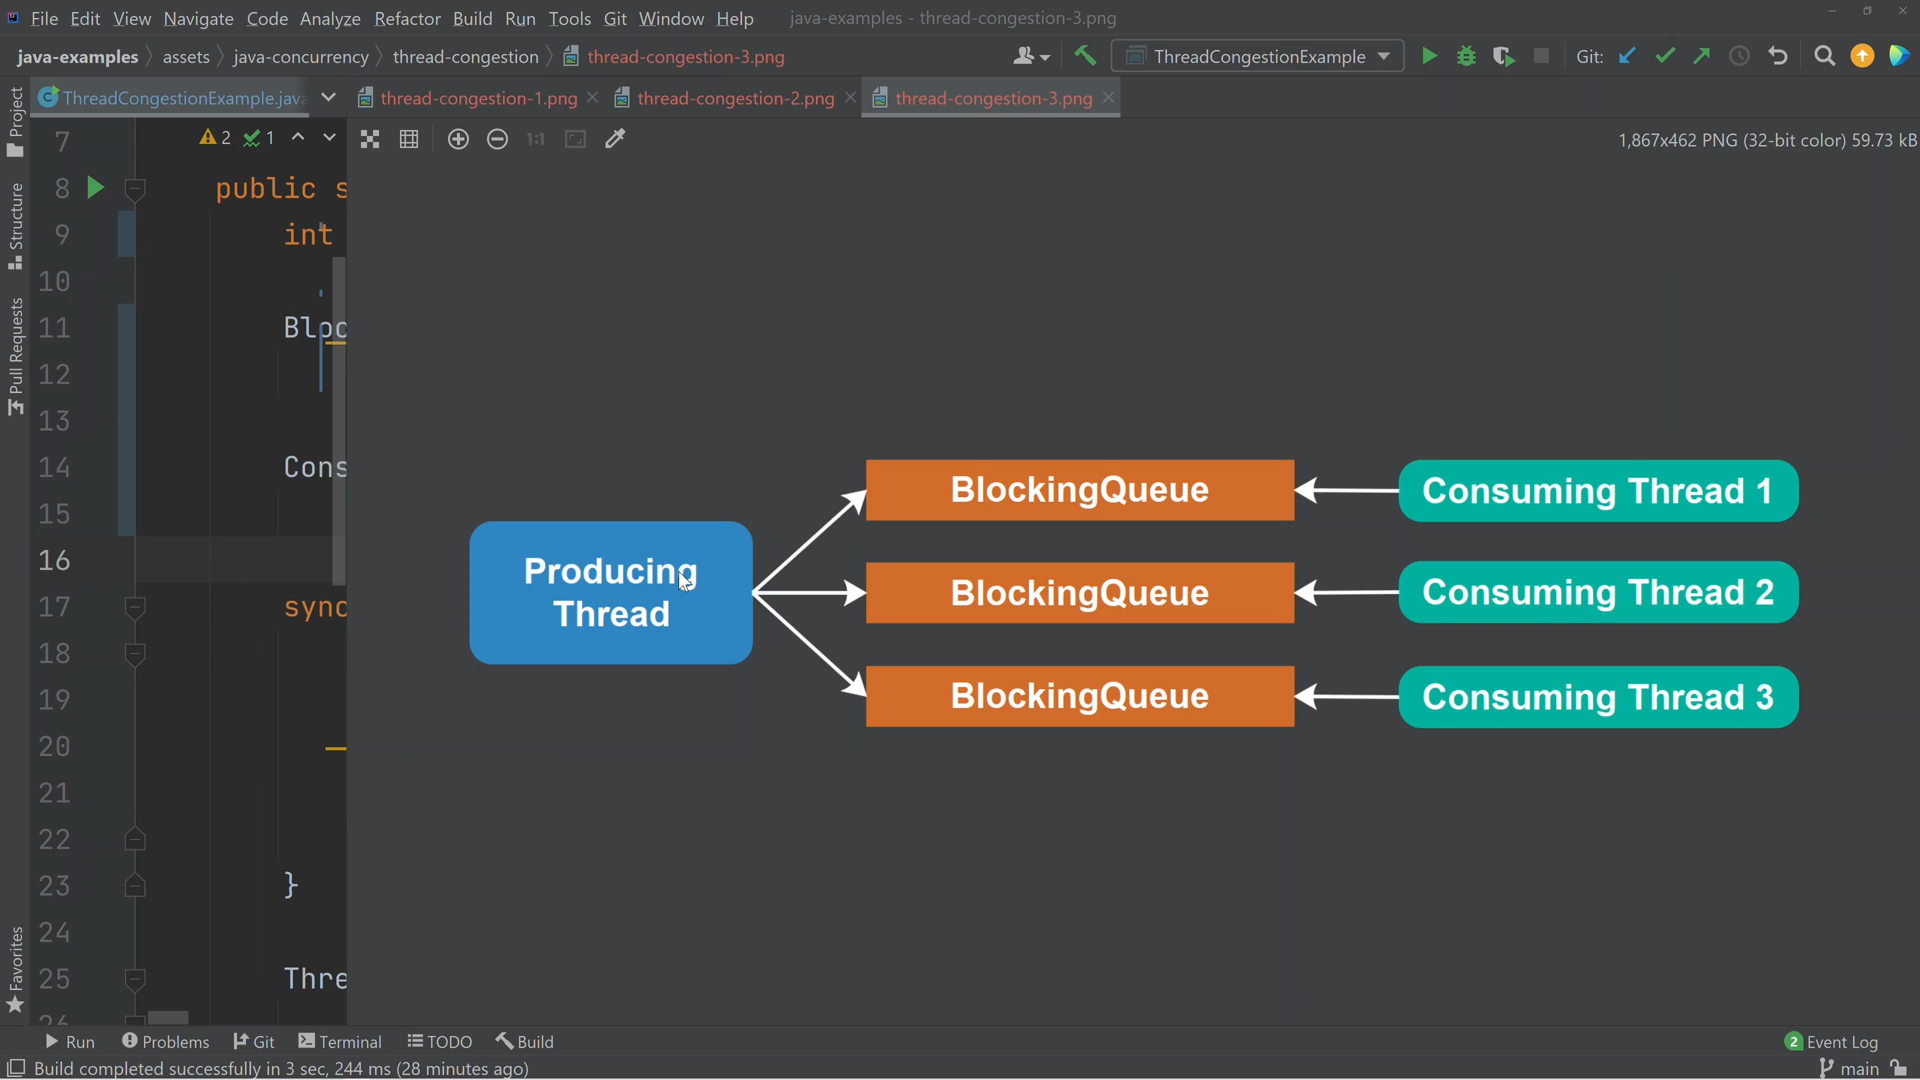 File Edit View Navigate Code Analyze Refactor Build Run Tools Git Window Help java-examples - thread-congestion-3.png
java-examples assets java-concurrency thread-congestion thread-congestion-3.png ThreadCongestionExample Git:
ThreadCongestionExample.java thread-congestion-1.png thread-congestion-2.png thread-congestion-3.png
2 1 1:1 1,867x462 PNG (32-bit color) 59.73 kB
Project
Structure
Pull Requests
Favorites
7
8 public s
9 int
10
11 Bloc
12
13
14 Cons
15
16
17 sync
18
19
20
21
22
23 }
24
25 Thre
26
Producing
Thread
BlockingQueue
Consuming Thread 1
BlockingQueue
Consuming Thread 2
BlockingQueue
Consuming Thread 3
Run Problems Git Terminal TODO Build 2 Event Log
Build completed successfully in 3 sec, 244 ms (28 minutes ago) main